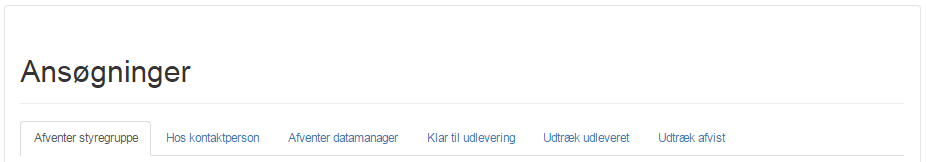 Ansøgninger
Afventer styregruppe Hos kontaktperson Afventer datamanager Klar til udlevering Udtræk udleveret Udtræk afvist